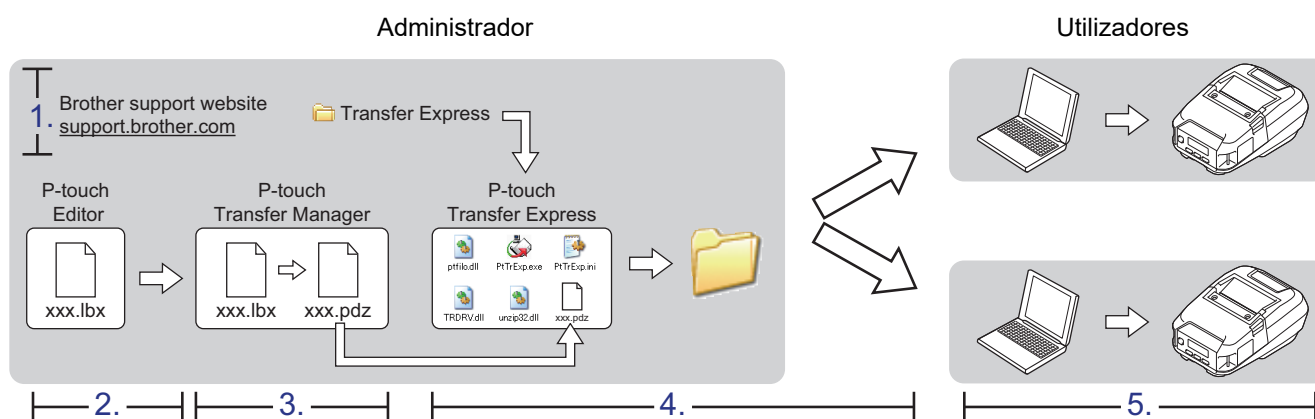 Administrador
Utilizadores
1.
Brother support website
support.brother.com
Transfer Express
P-touch
Editor
xxx.lbx
P-touch
Transfer Manager
xxx.lbx
xxx.pdz
P-touch
Transfer Express
ptfilo.dll
PtTrExp.exe
PtTrExp.ini
TRDRV.dll
unzip32.dll
xxx.pdz
2.
3.
4.
5.